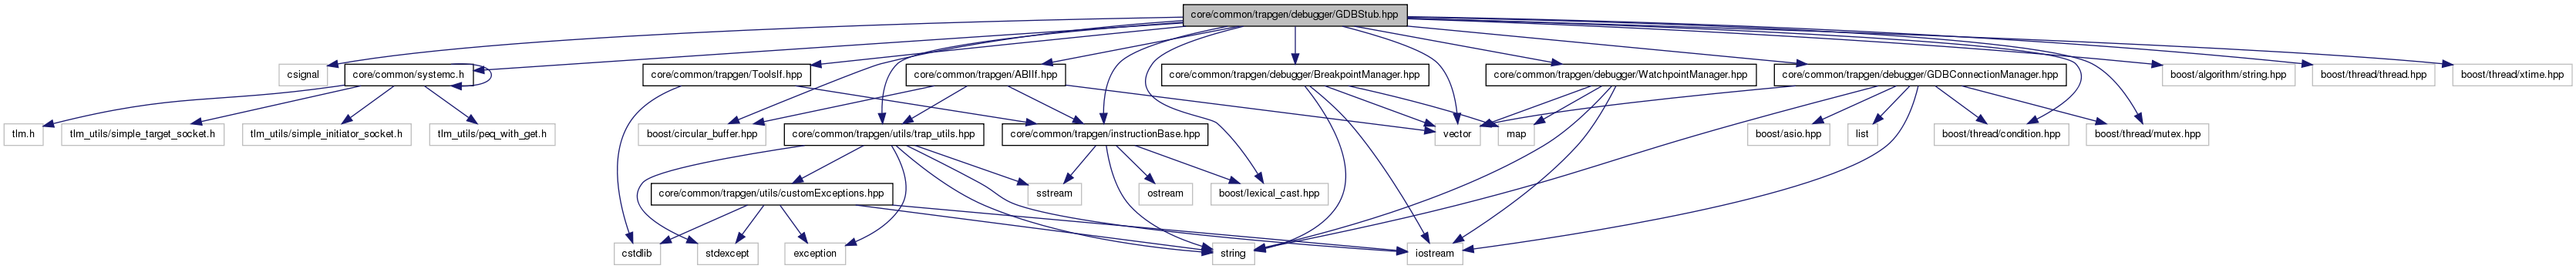 core/common/trapgen/debugger/GDBStub.hpp
csignal
core/common/systemc.h
core/common/trapgen/ToolsIf.hpp
core/common/trapgen/ABIIf.hpp
core/common/trapgen/debugger/BreakpointManager.hpp
core/common/trapgen/debugger/WatchpointManager.hpp
core/common/trapgen/debugger/GDBConnectionManager.hpp
boost/algorithm/string.hpp
boost/thread/thread.hpp
boost/thread/xtime.hpp
tlm.h
tlm_utils/simple_target_socket.h
tlm_utils/simple_initiator_socket.h
tlm_utils/peq_with_get.h
boost/circular_buffer.hpp
core/common/trapgen/utils/trap_utils.hpp
core/common/trapgen/instructionBase.hpp
vector
map
boost/asio.hpp
list
boost/thread/condition.hpp
boost/thread/mutex.hpp
core/common/trapgen/utils/customExceptions.hpp
sstream
ostream
boost/lexical_cast.hpp
cstdlib
stdexcept
exception
string
iostream